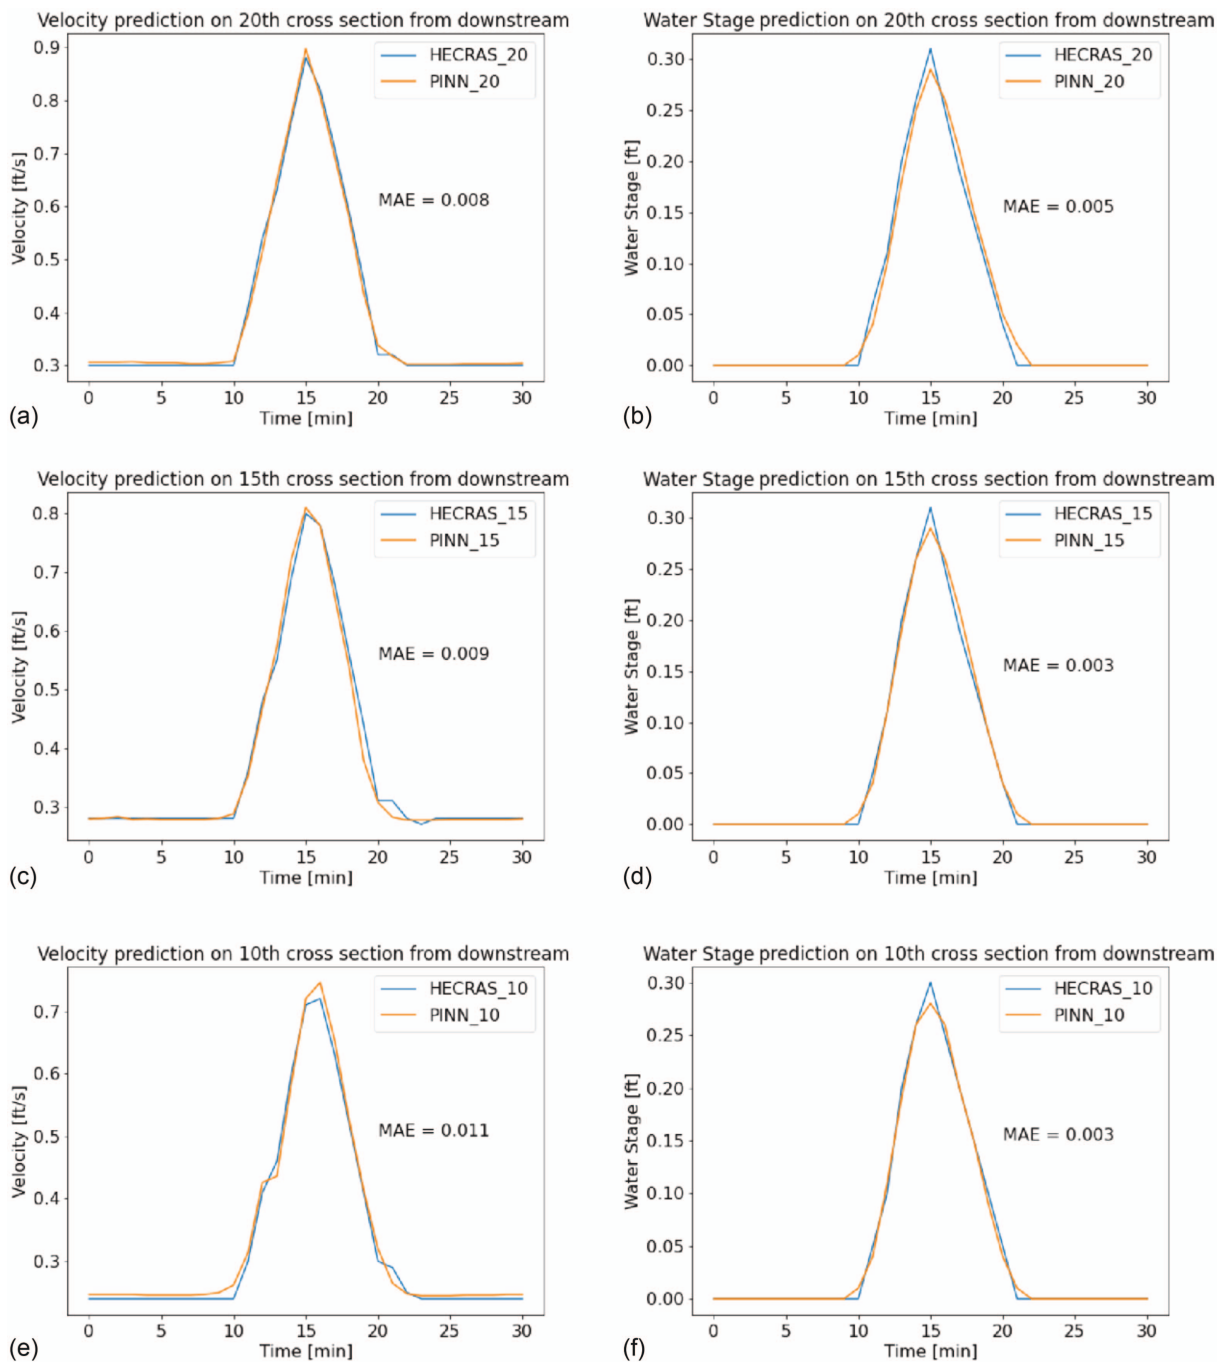 Velocity prediction on 20th cross section from downstream
0.9
0.8
0.7
0.6
0.5
0.4
0.3
Velocity [ft/s]
HECRAS_20
PINN_20
MAE = 0.008
0 5 10 15 20 25 30
Time [min]
(a)
Water Stage prediction on 20th cross section from downstream
0.30
0.25
0.20
0.15
0.10
0.05
0.00
Water Stage [ft]
HECRAS_20
PINN_20
MAE = 0.005
0 5 10 15 20 25 30
Time [min]
(b)
Velocity prediction on 15th cross section from downstream
0.8
0.7
0.6
0.5
0.4
0.3
Velocity [ft/s]
HECRAS_15
PINN_15
MAE = 0.009
0 5 10 15 20 25 30
Time [min]
(c)
Water Stage prediction on 15th cross section from downstream
0.30
0.25
0.20
0.15
0.10
0.05
0.00
Water Stage [ft]
HECRAS_15
PINN_15
MAE = 0.003
0 5 10 15 20 25 30
Time [min]
(d)
Velocity prediction on 10th cross section from downstream
0.7
0.6
0.5
0.4
0.3
Velocity [ft/s]
HECRAS_10
PINN_10
MAE = 0.011
0 5 10 15 20 25 30
Time [min]
(e)
Water Stage prediction on 10th cross section from downstream
0.30
0.25
0.20
0.15
0.10
0.05
0.00
Water Stage [ft]
HECRAS_10
PINN_10
MAE = 0.003
0 5 10 15 20 25 30
Time [min]
(f)